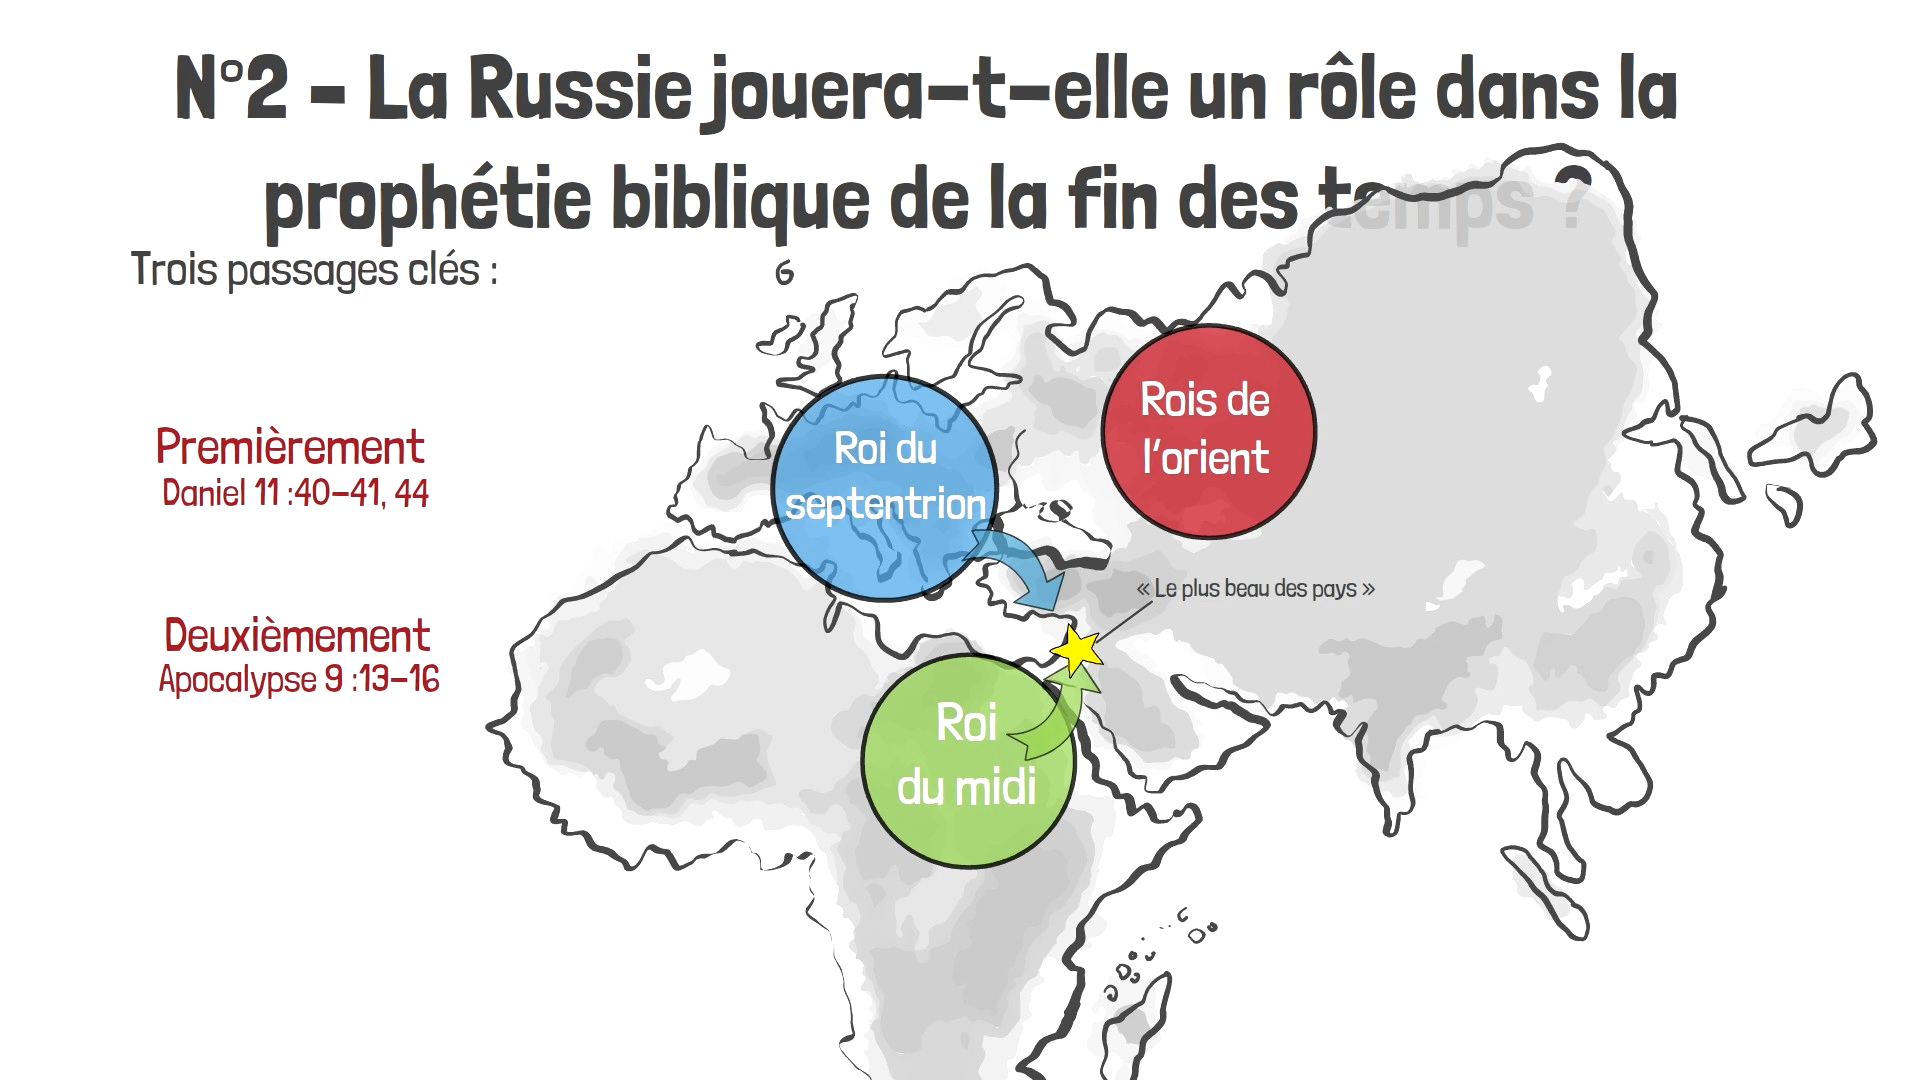 N°2 - La Russie jouera-t-elle un rôle dans la
prophétie biblique de la fin des temps ?
Trois passages clés :
Premièrement
Daniel 11 :40-41, 44
Deuxièmement
Apocalypse 9 :13-16
Roi du
septentrion
Rois de
l'orient
« Le plus beau des pays »
Roi
du midi